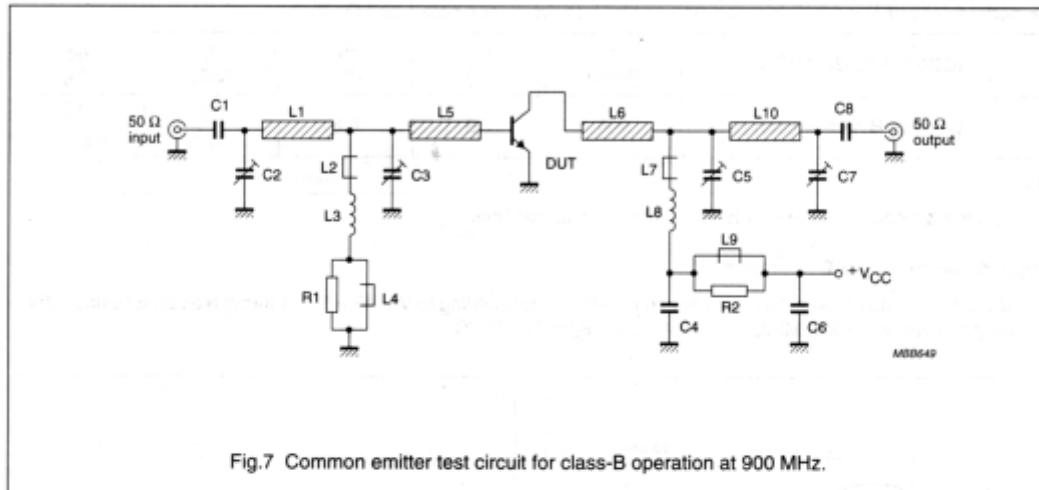 C1
L1
L5
L6
L10
C8
50 Ω
input
50 Ω
output
DUT
L2
C2
C3
L7
C5
C7
L3
L8
L9
+VCC
R1
L4
R2
C4
C6
MBB649
Fig.7 Common emitter test circuit for class-B operation at 900 MHz.